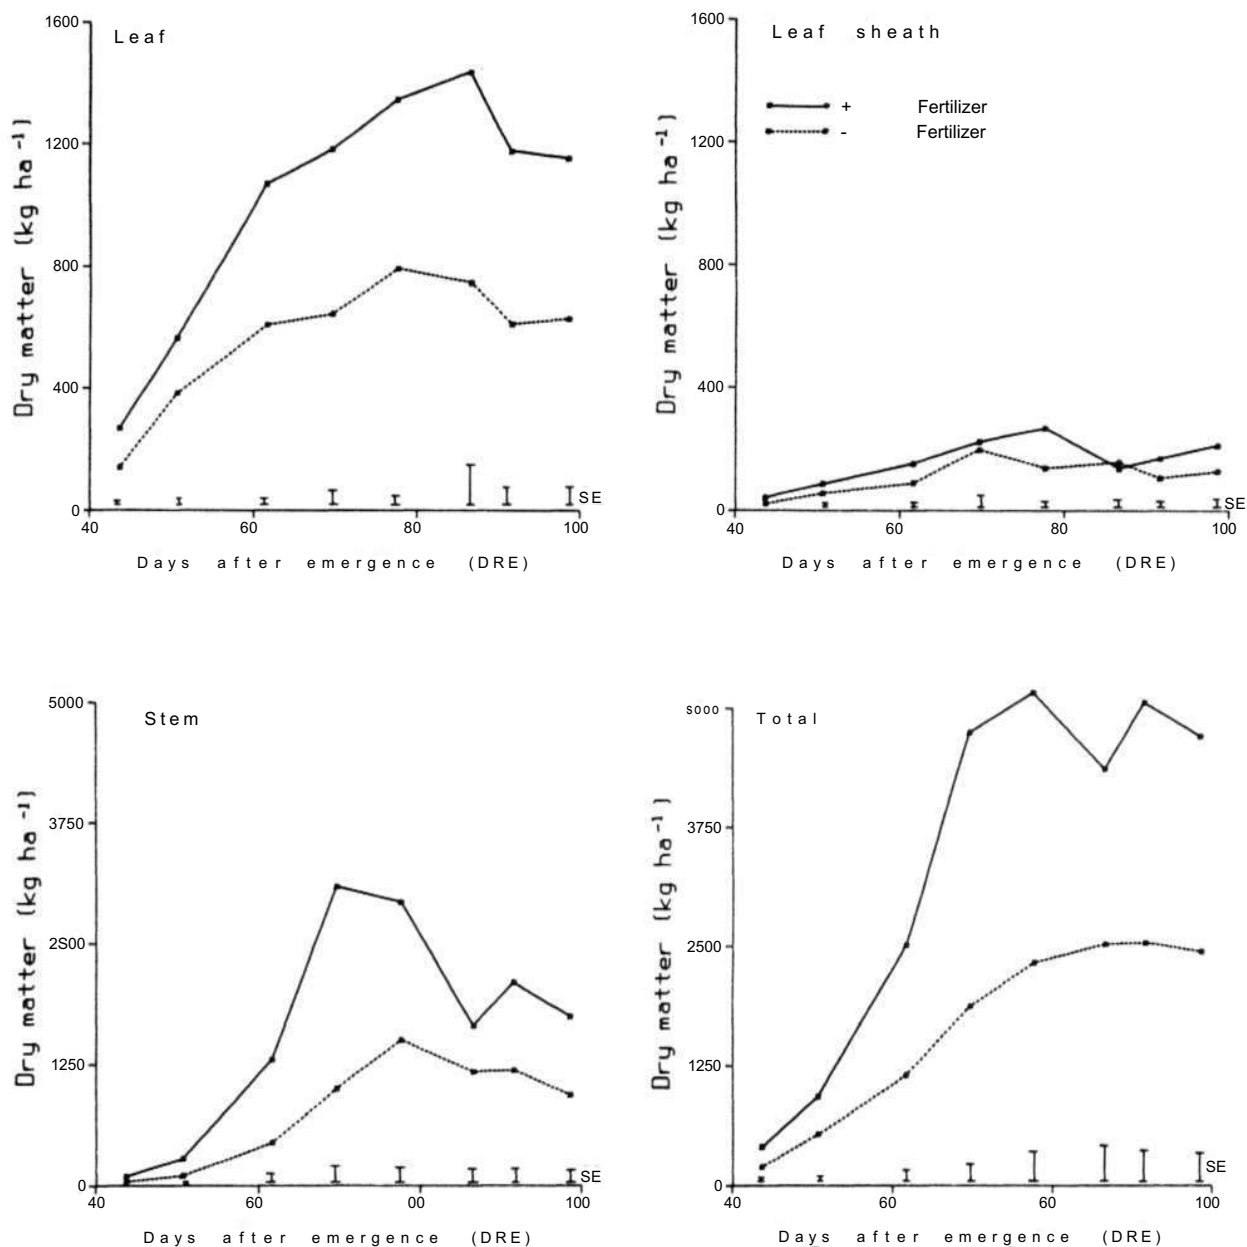 1600
Leaf
1200
800
400
0
SE
40 60 80 100
Days after emergence (DRE)
Dry matter (kg ha⁻¹)
1600
Leaf sheath
+ Fertilizer
- Fertilizer
1200
800
400
0
SE
40 60 80 100
Days after emergence (DRE)
Dry matter (kg ha⁻¹)
5000
Stem
3750
2500
1250
0
SE
40 60 00 100
Days after emergence (DRE)
Dry matter (kg ha⁻¹)
5000
Total
3750
2500
1250
0
SE
40 60 100
Days after emergence (DRE)
Dry matter (kg ha⁻¹)